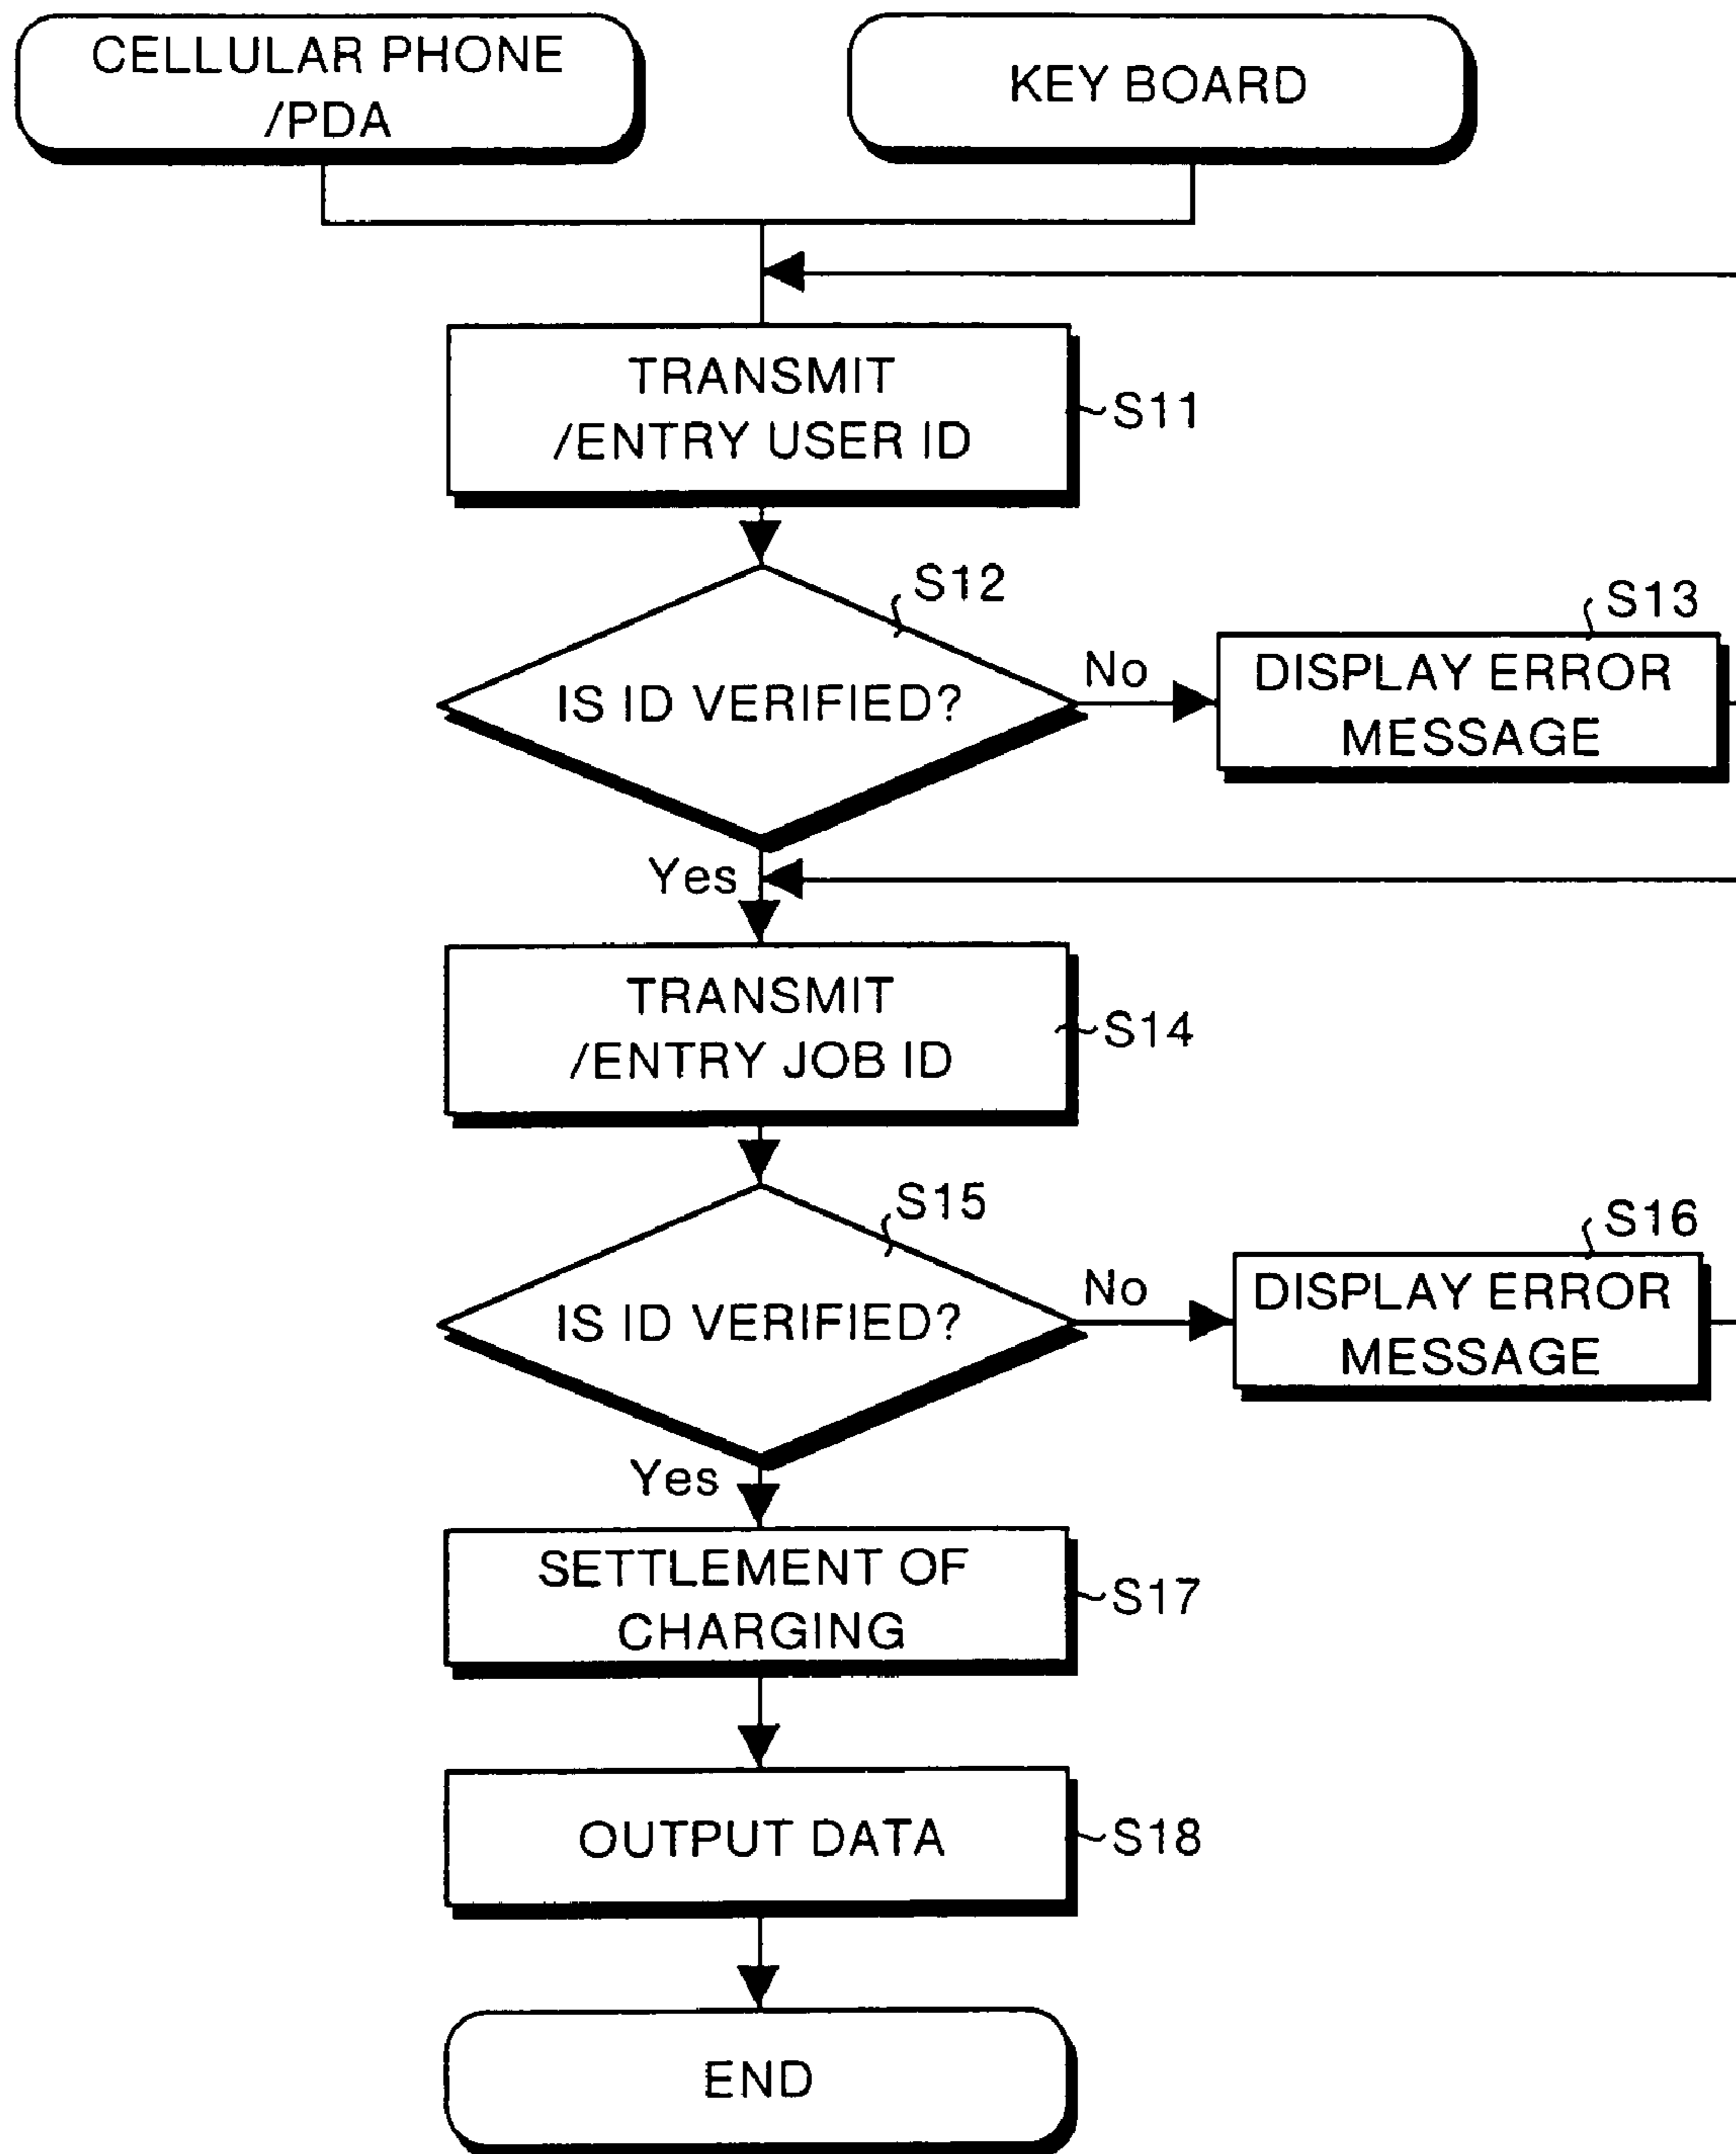 CELLULAR PHONE
/PDA
KEY BOARD
TRANSMIT
/ENTRY USER ID
S11
S12
IS ID VERIFIED?
No
S13
DISPLAY ERROR
MESSAGE
Yes
TRANSMIT
/ENTRY JOB ID
S14
S15
IS ID VERIFIED?
No
S16
DISPLAY ERROR
MESSAGE
Yes
SETTLEMENT OF
CHARGING
S17
OUTPUT DATA
S18
END